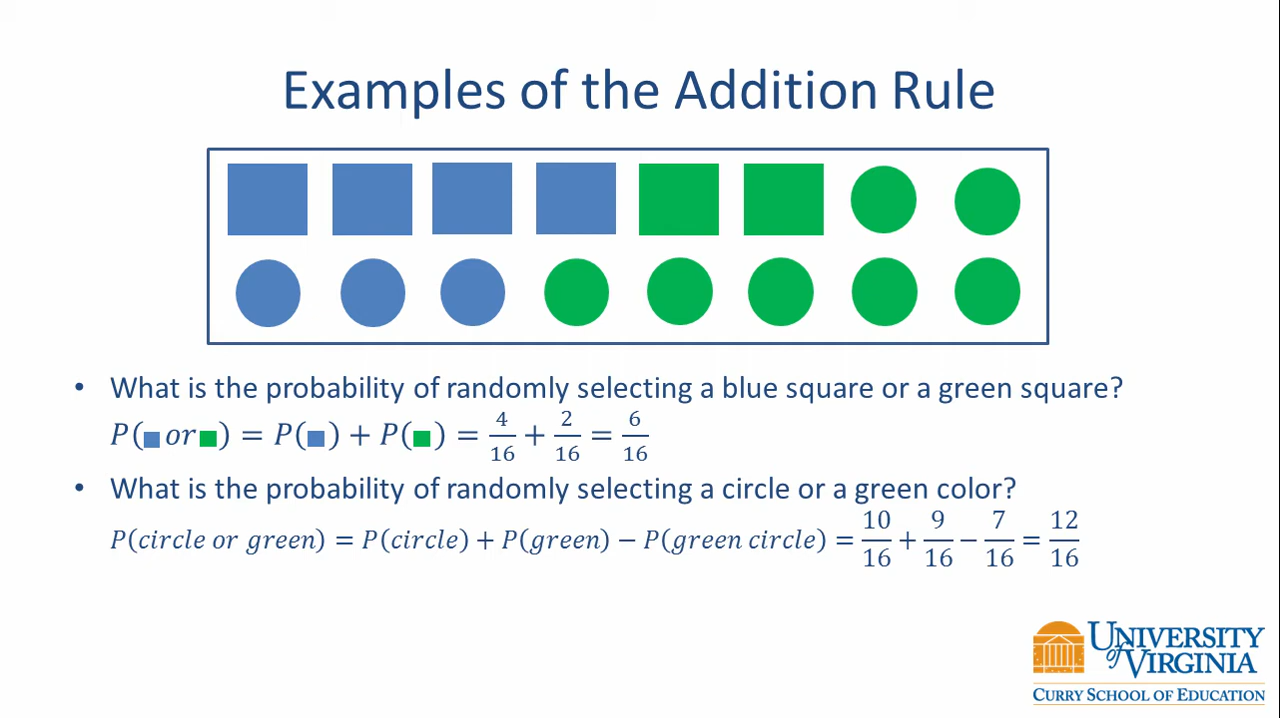 Examples of the Addition Rule
• What is the probability of randomly selecting a blue square or a green square?
P(■ or ■) = P(■) + P(■) = 4/16 + 2/16 = 6/16
• What is the probability of randomly selecting a circle or a green color?
P(circle or green) = P(circle) + P(green) − P(green circle) = 10/16 + 9/16 − 7/16 = 12/16
UNIVERSITY
of VIRGINIA
CURRY SCHOOL OF EDUCATION